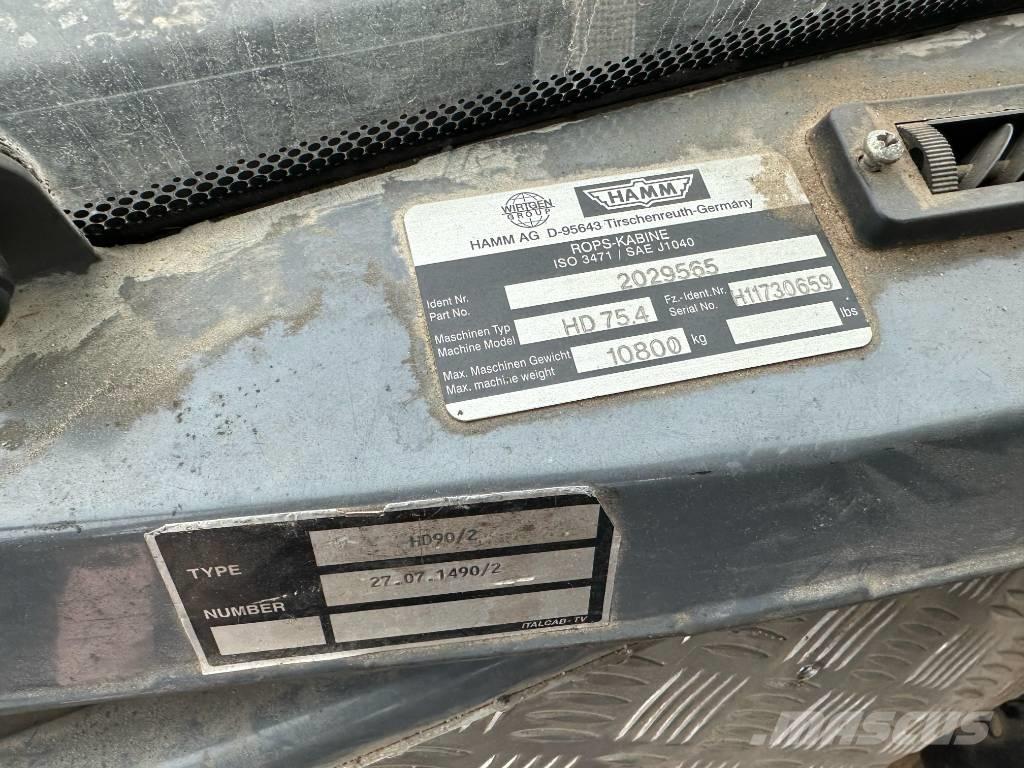 WIRTGEN
GROUP
HAMM
HAMM AG D-95643 Tirschenreuth-Germany
ROPS-KABINE
ISO 3471 / SAE J1040
Ident Nr. 2029565
Part No.
Maschinen Typ HD 75.4 Fz.-Ident.Nr. H11730659
Machine Model Serial No.
Max. Maschinen Gewicht 10800 kg lbs
Max. machine weight
HD90/2
TYPE
27.07.1490/2
NUMBER
ITALCAB-TV
MASCUS